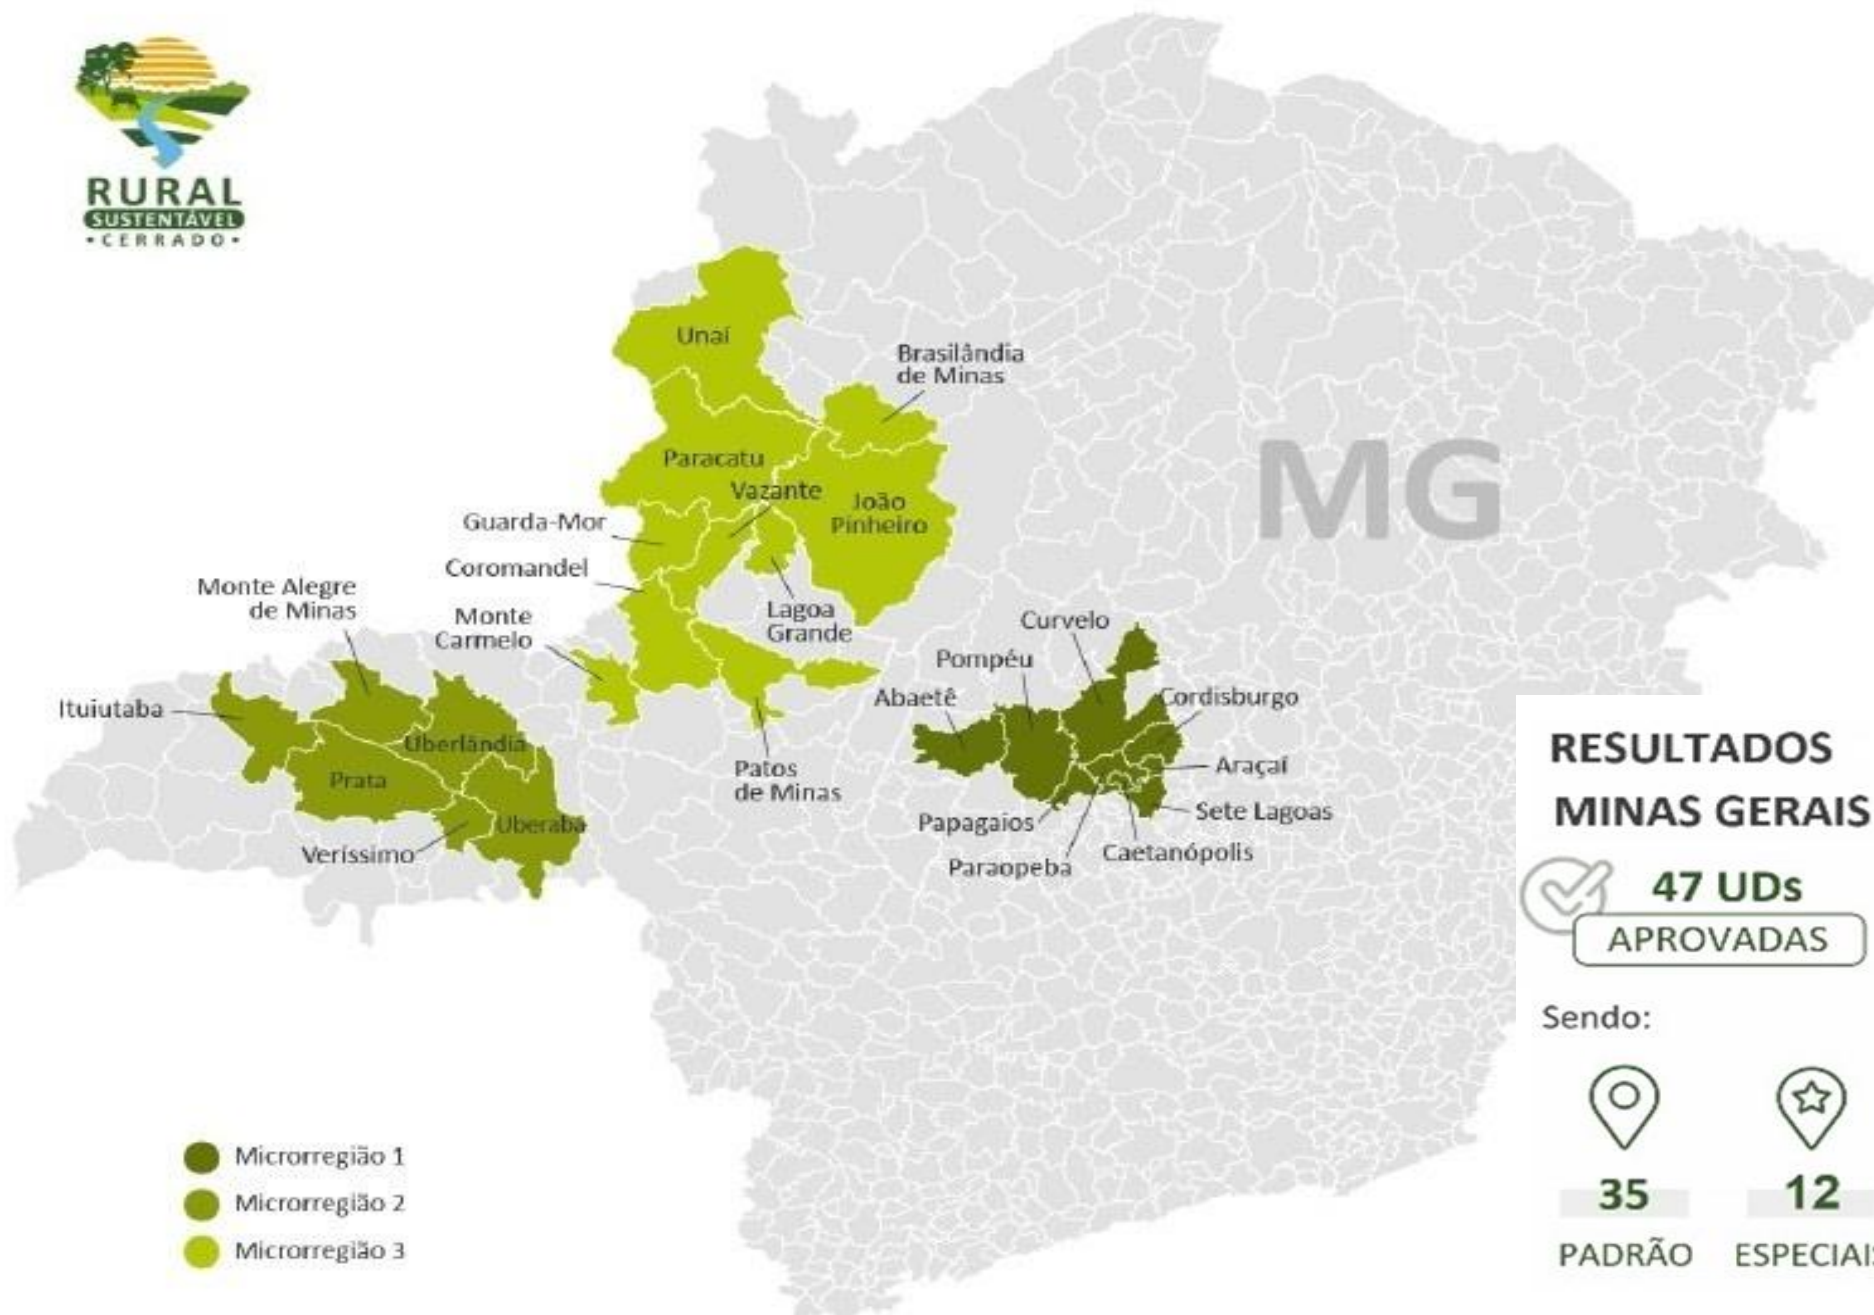 RURAL
SUSTENTÁVEL
• CERRADO •
MG
Unaí
Brasilândia
de Minas
Paracatu
Vazante
João
Pinheiro
Guarda-Mor
Coromandel
Monte Alegre
de Minas
Monte
Carmelo
Lagoa
Grande
Curvelo
Pompéu
Abaetê
Cordisburgo
Ituiutaba
Uberlândia
Prata
Patos
de Minas
Araçaí
Papagaios
Sete Lagoas
Uberaba
Veríssimo
Paraopeba
Caetanópolis
RESULTADOS
MINAS GERAIS
47 UDs
APROVADAS
Sendo:
35
12
PADRÃO
ESPECIAIS
Microrregião 1
Microrregião 2
Microrregião 3